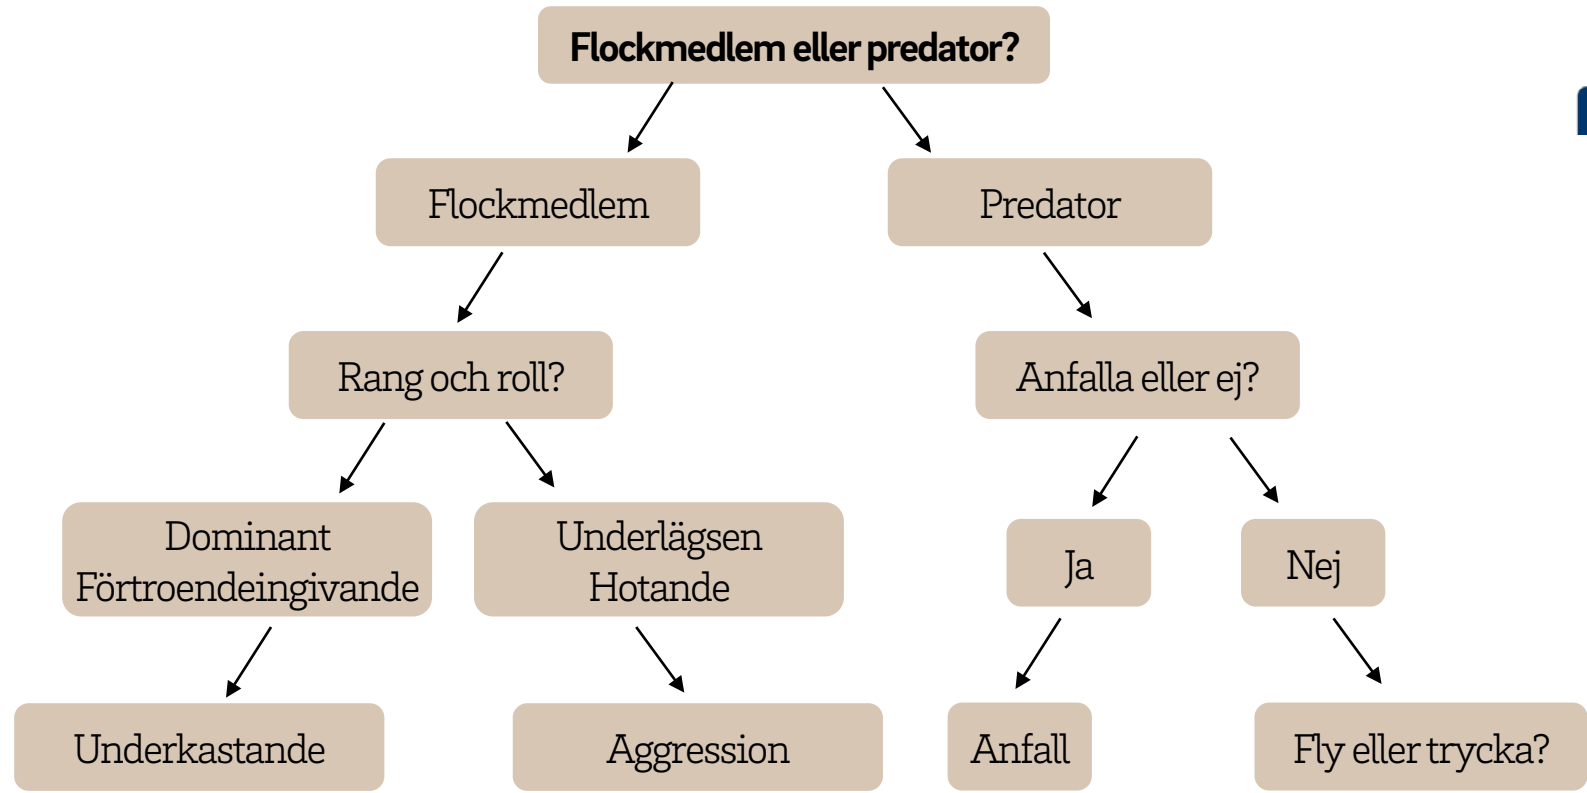 Flockmedlem eller predator?
Flockmedlem
Predator
Rang och roll?
Anfalla eller ej?
Dominant
Förtroendeingivande
Underlägsen
Hotande
Ja
Nej
Underkastande
Aggression
Anfall
Fly eller trycka?